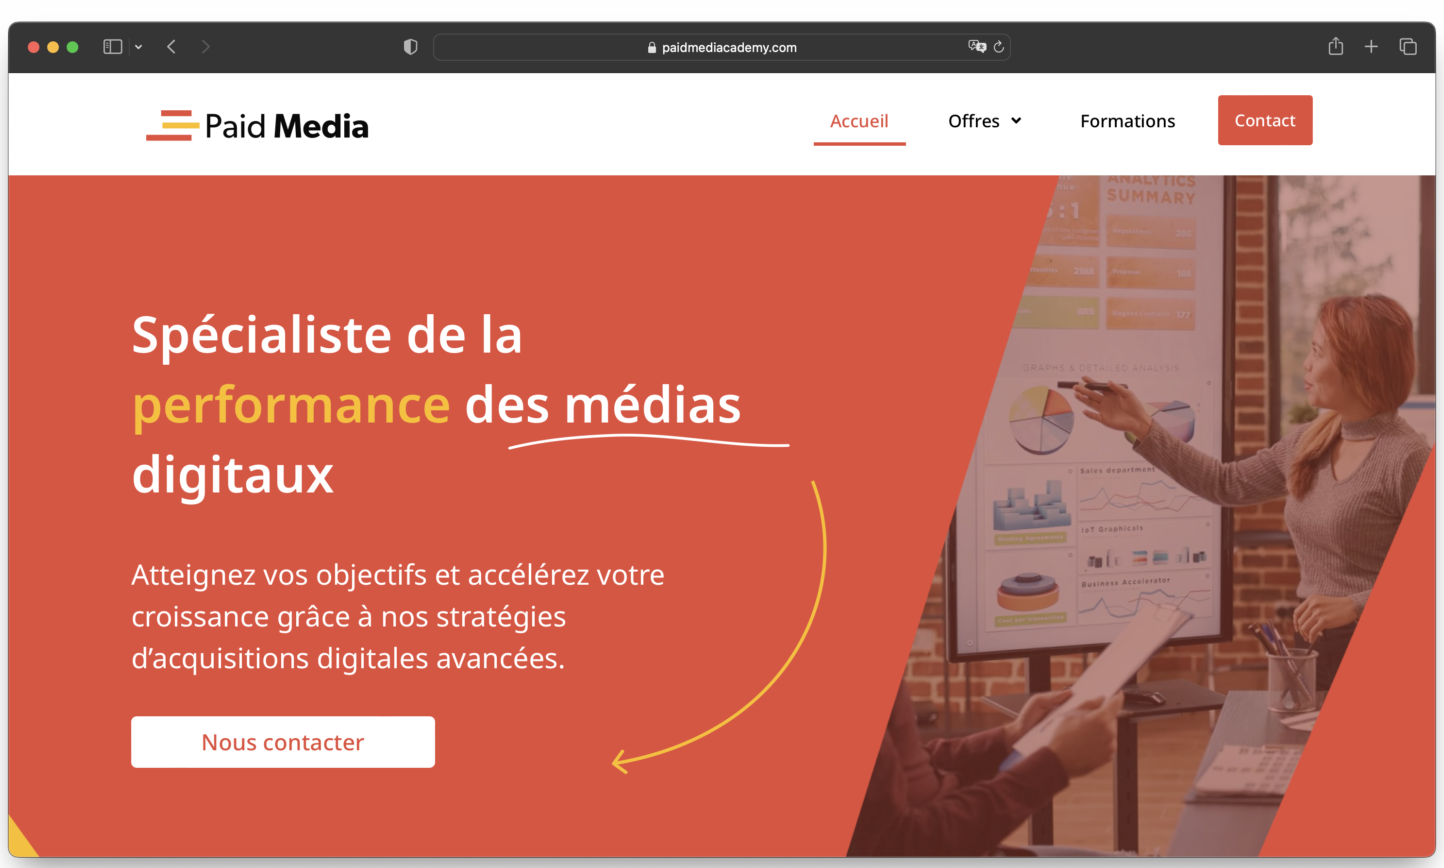 paidmediacademy.com
Paid Media
Accueil
Offres
Formations
Contact
ANALYTICS
SUMMARY
Spécialiste de la
performance des médias
digitaux
GRAPHS & DETAILED ANALYSIS
Sales department
IoT Graphicals
Business Accelerator
Atteignez vos objectifs et accélérez votre
croissance grâce à nos stratégies
d’acquisitions digitales avancées.
Nous contacter